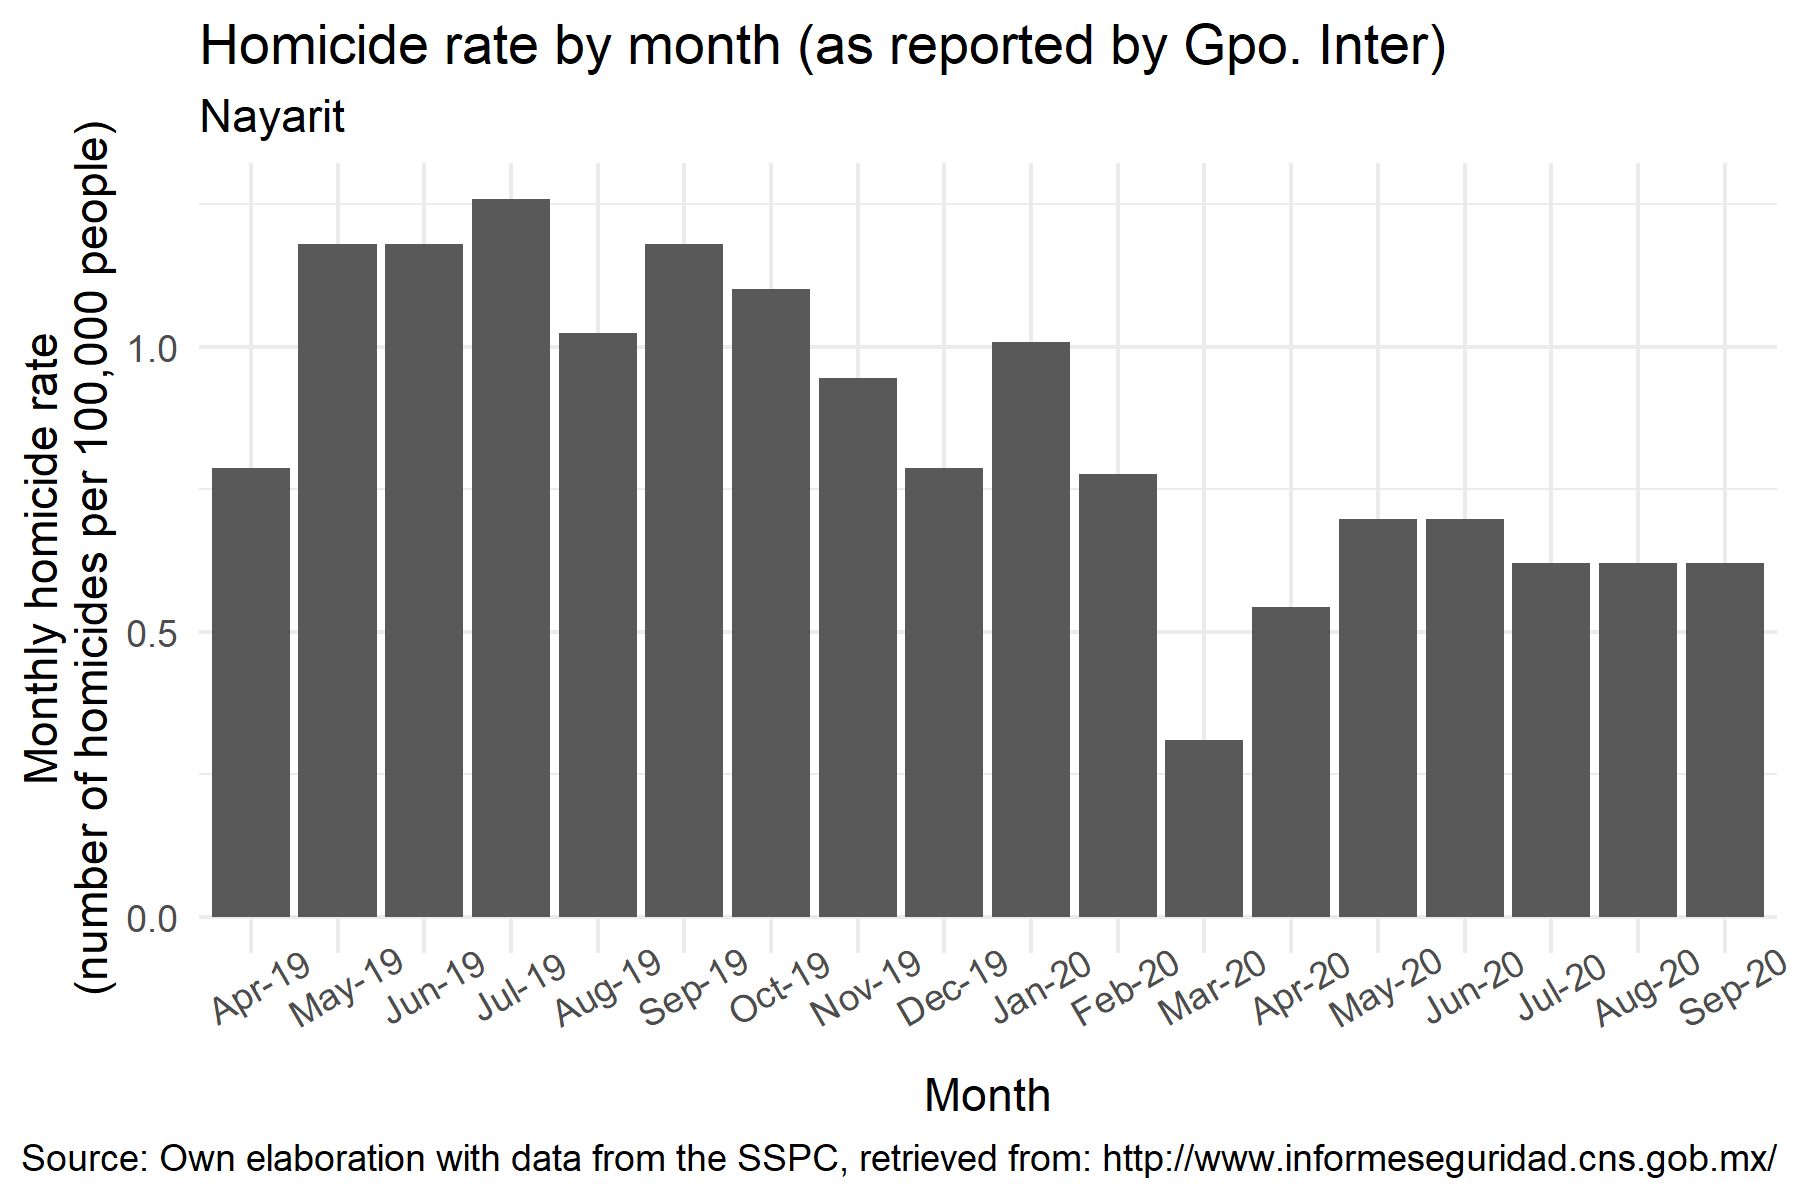 Homicide rate by month (as reported by Gpo. Inter)
Nayarit
Monthly homicide rate
(number of homicides per 100,000 people)
1.0
0.5
0.0
Apr-19
May-19
Jun-19
Jul-19
Aug-19
Sep-19
Oct-19
Nov-19
Dec-19
Jan-20
Feb-20
Mar-20
Apr-20
May-20
Jun-20
Jul-20
Aug-20
Sep-20
Month
Source: Own elaboration with data from the SSPC, retrieved from: http://www.informeseguridad.cns.gob.mx/